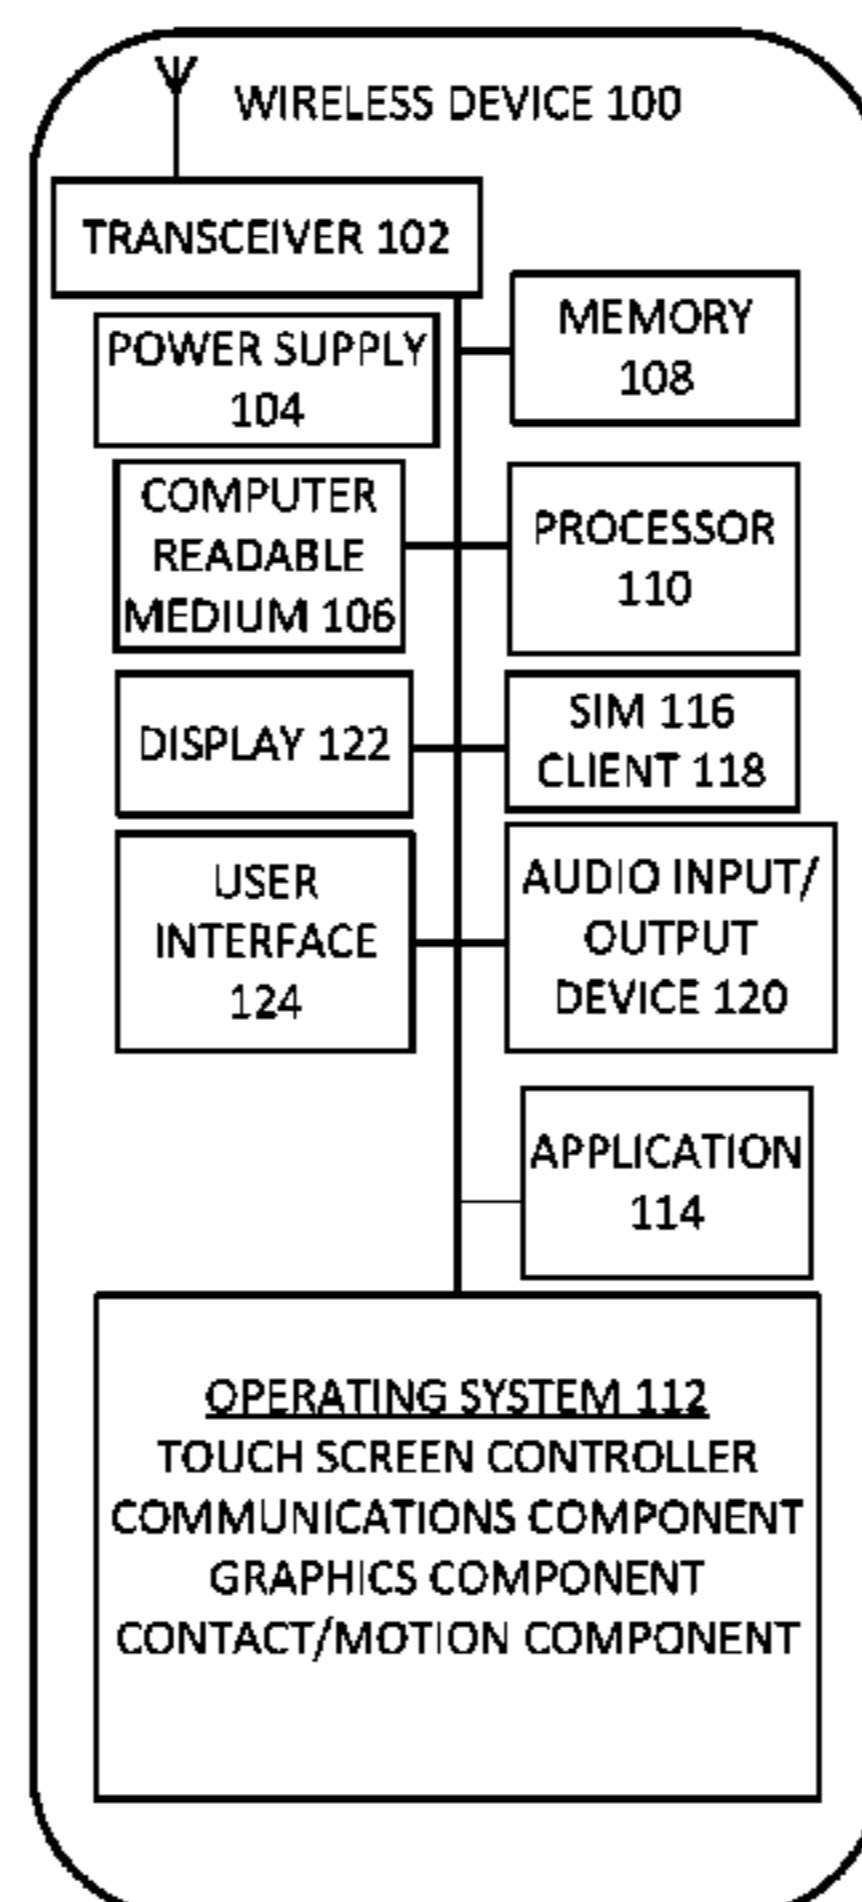 WIRELESS DEVICE 100
TRANSCEIVER 102
POWER SUPPLY
104
MEMORY
108
COMPUTER
READABLE
MEDIUM 106
PROCESSOR
110
DISPLAY 122
SIM 116
CLIENT 118
USER
INTERFACE
124
AUDIO INPUT/
OUTPUT
DEVICE 120
APPLICATION
114
OPERATING SYSTEM 112
TOUCH SCREEN CONTROLLER
COMMUNICATIONS COMPONENT
GRAPHICS COMPONENT
CONTACT/MOTION COMPONENT